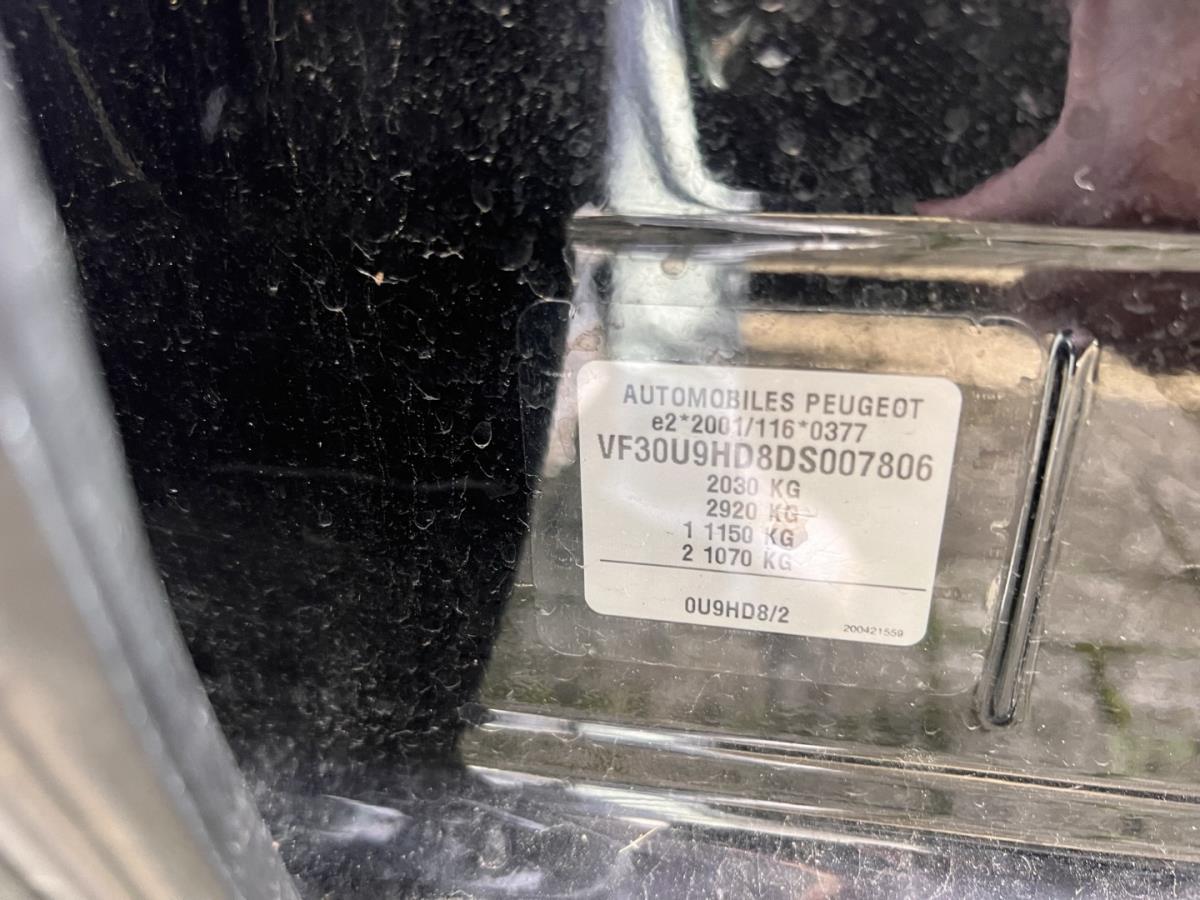 AUTOMOBILES PEUGEOT
e2*2001/116*0377
VF30U9HD8DS007806
2030 KG
2920 KG
1 1150 KG
2 1070 KG
0U9HD8/2
200421559